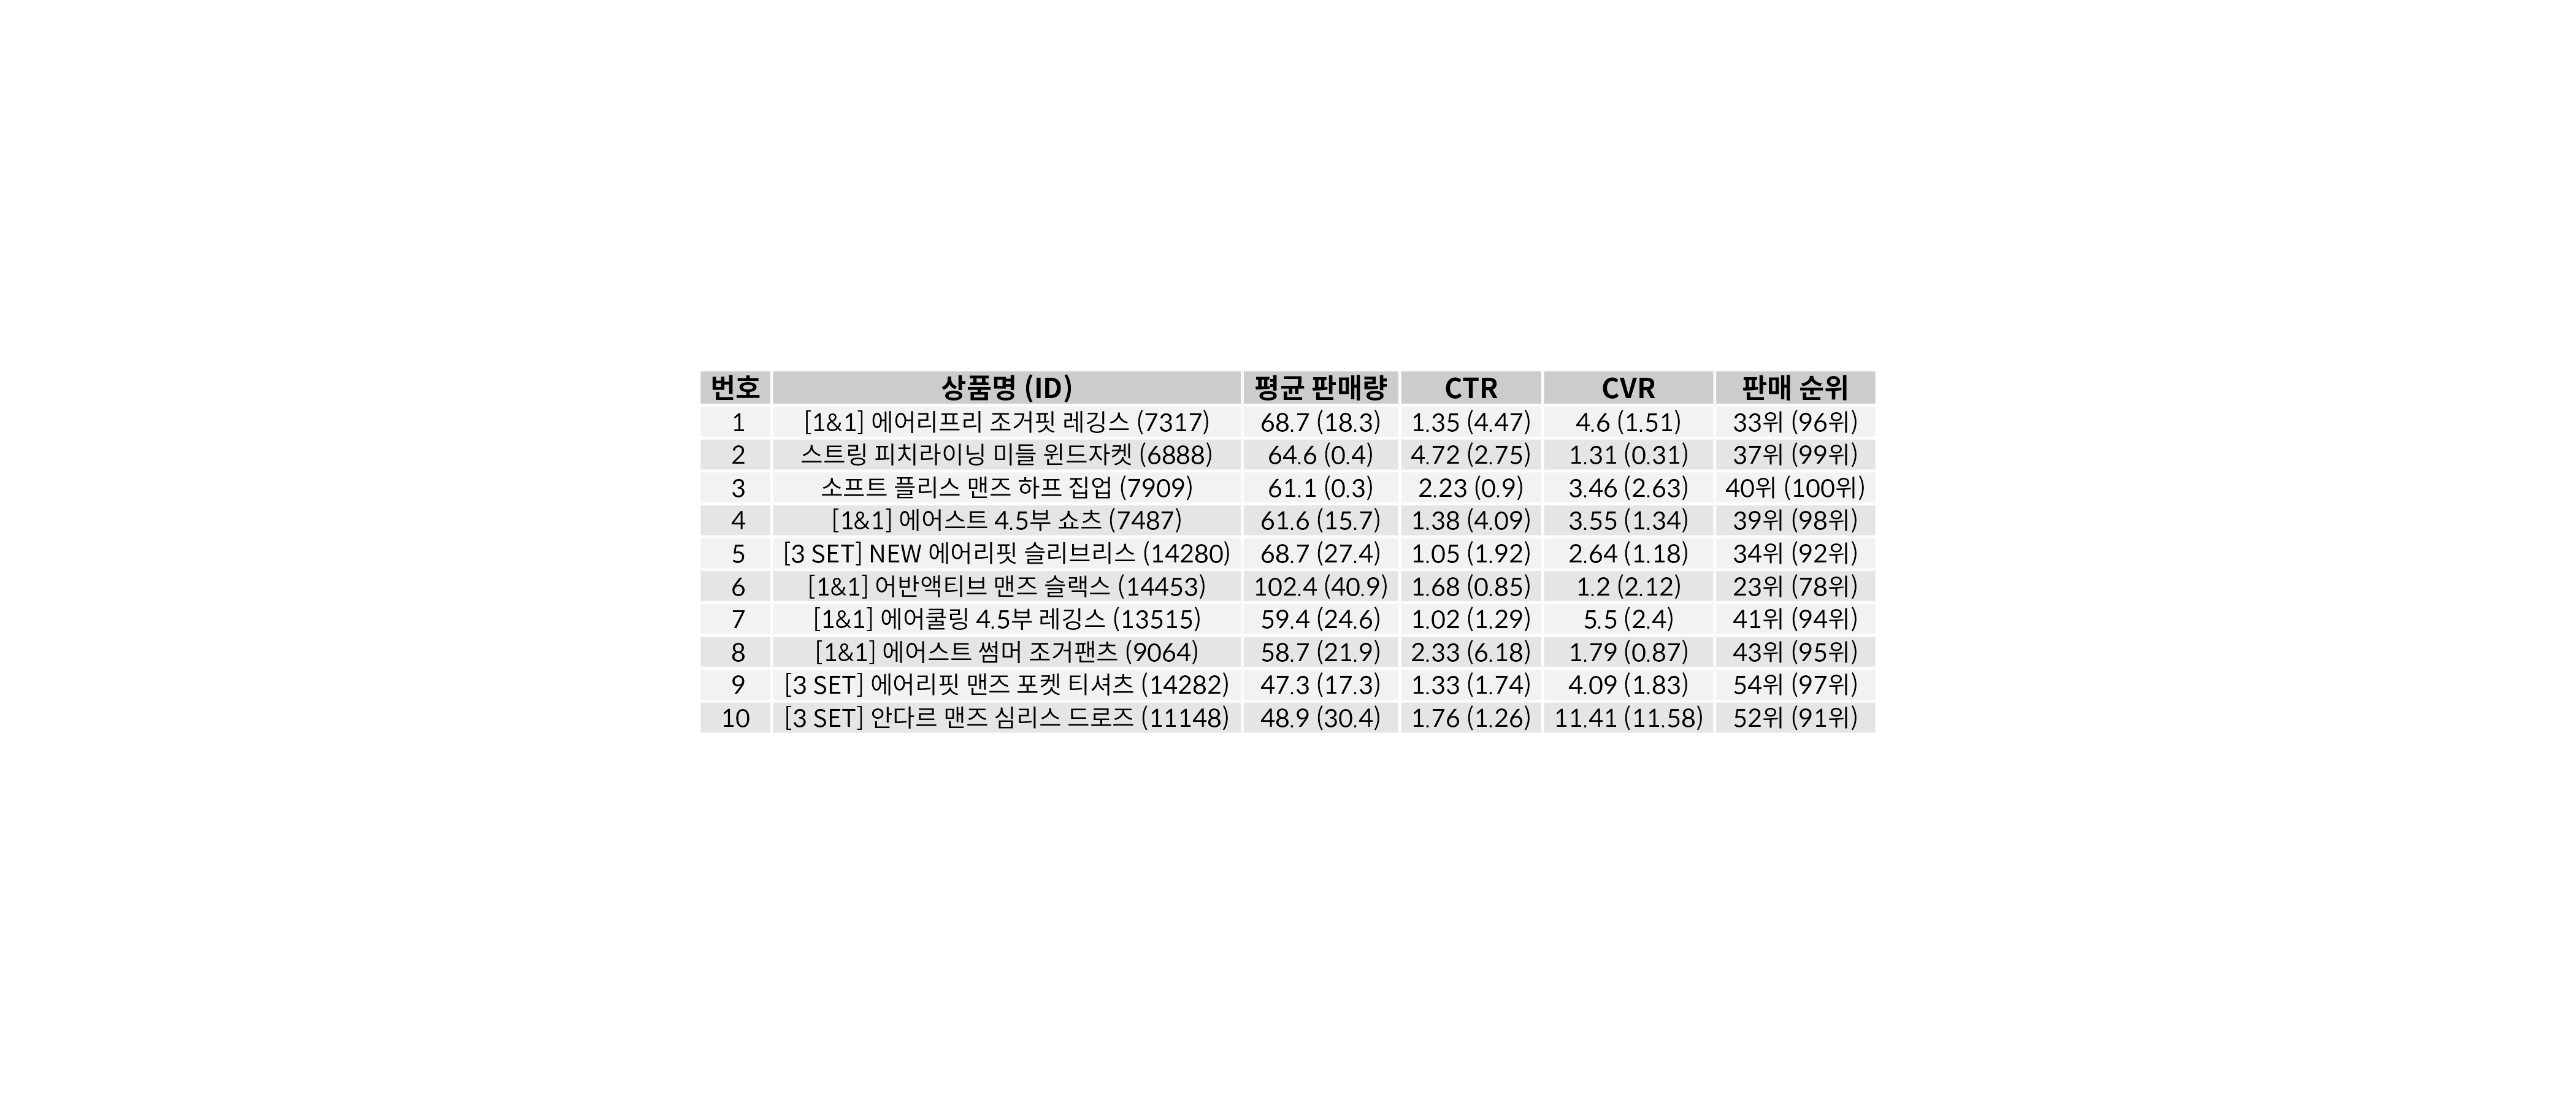 번호 상품명 (ID) 평균 판매량 CTR CVR 판매 순위
1 [1&1] 에어리프리 조거핏 레깅스 (7317) 68.7 (18.3) 1.35 (4.47) 4.6 (1.51) 33위 (96위)
2 스트링 피치라이닝 미들 윈드자켓 (6888) 64.6 (0.4) 4.72 (2.75) 1.31 (0.31) 37위 (99위)
3 소프트 플리스 맨즈 하프 집업 (7909) 61.1 (0.3) 2.23 (0.9) 3.46 (2.63) 40위 (100위)
4 [1&1] 에어스트 4.5부 쇼츠 (7487) 61.6 (15.7) 1.38 (4.09) 3.55 (1.34) 39위 (98위)
5 [3 SET] NEW 에어리핏 슬리브리스 (14280) 68.7 (27.4) 1.05 (1.92) 2.64 (1.18) 34위 (92위)
6 [1&1] 어반액티브 맨즈 슬랙스 (14453) 102.4 (40.9) 1.68 (0.85) 1.2 (2.12) 23위 (78위)
7 [1&1] 에어쿨링 4.5부 레깅스 (13515) 59.4 (24.6) 1.02 (1.29) 5.5 (2.4) 41위 (94위)
8 [1&1] 에어스트 썸머 조거팬츠 (9064) 58.7 (21.9) 2.33 (6.18) 1.79 (0.87) 43위 (95위)
9 [3 SET] 에어리핏 맨즈 포켓 티셔츠 (14282) 47.3 (17.3) 1.33 (1.74) 4.09 (1.83) 54위 (97위)
10 [3 SET] 안다르 맨즈 심리스 드로즈 (11148) 48.9 (30.4) 1.76 (1.26) 11.41 (11.58) 52위 (91위)